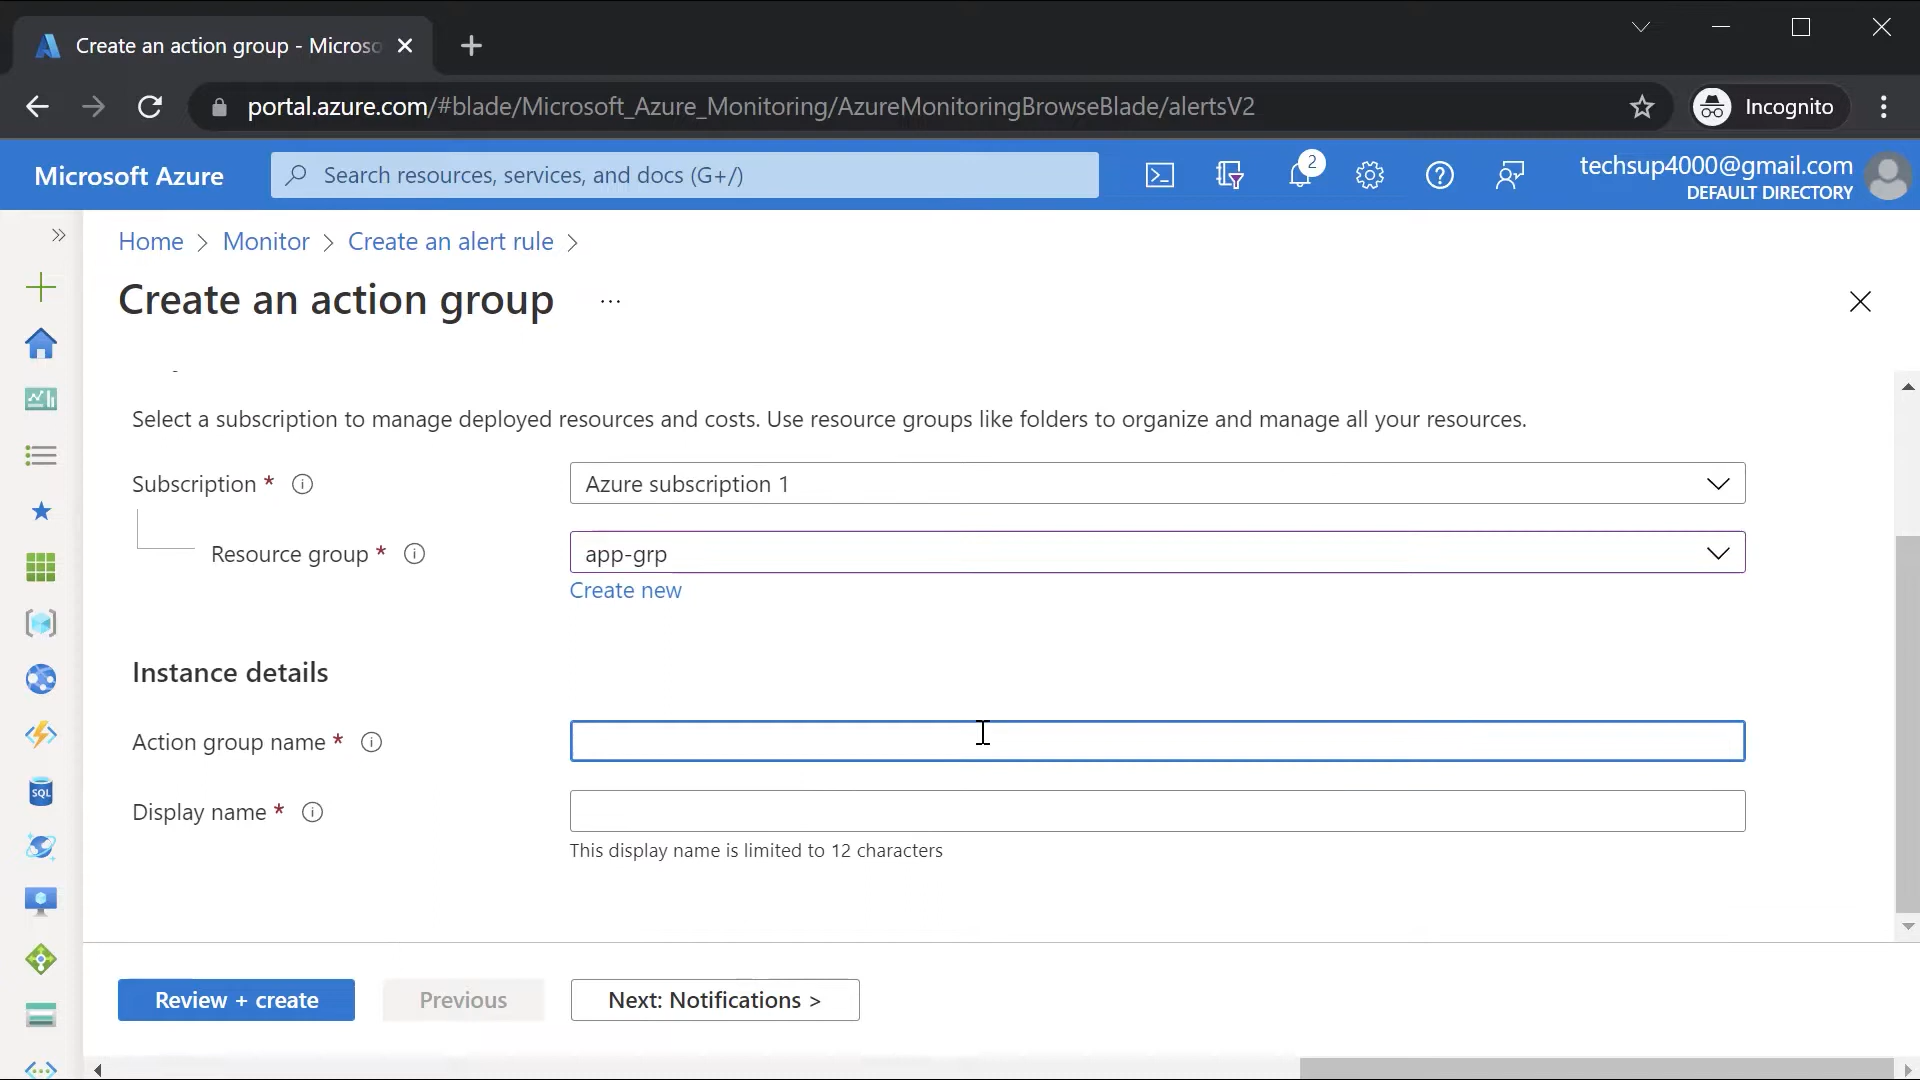 Create an action group - Microso
portal.azure.com/#blade/Microsoft_Azure_Monitoring/AzureMonitoringBrowseBlade/alertsV2
Incognito
Microsoft Azure
Search resources, services, and docs (G+/)
2
techsup4000@gmail.com
DEFAULT DIRECTORY
Home > Monitor > Create an alert rule >
Create an action group ...
Select a subscription to manage deployed resources and costs. Use resource groups like folders to organize and manage all your resources.
Subscription *
Azure subscription 1
Resource group *
app-grp
Create new
Instance details
Action group name *
Display name *
This display name is limited to 12 characters
SQL
Review + create
Previous
Next: Notifications >